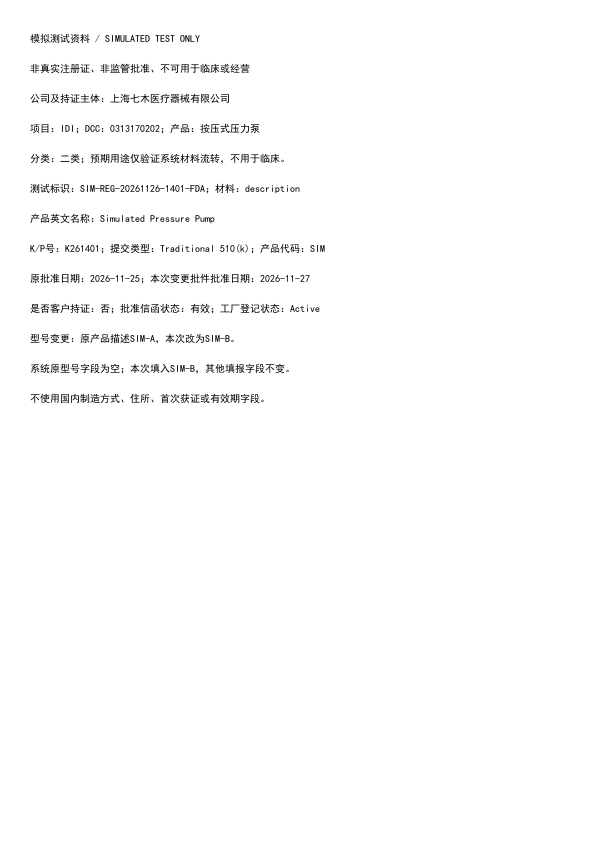 模拟测试资料 / SIMULATED TEST ONLY
非真实注册证、非监管批准、不可用于临床或经营
公司及持证主体：上海七木医疗器械有限公司
项目：IDI；DCC：0313170202；产品：按压式压力泵
分类：二类；预期用途仅验证系统材料流转，不用于临床。
测试标识：SIM-REG-20261126-1401-FDA；材料：description
产品英文名称：Simulated Pressure Pump
K/P号：K261401；提交类型：Traditional 510(k)；产品代码：SIM
原批准日期：2026-11-25；本次变更批件批准日期：2026-11-27
是否客户持证：否；批准信函状态：有效；工厂登记状态：Active
型号变更：原产品描述SIM-A，本次改为SIM-B。
系统原型号字段为空；本次填入SIM-B，其他填报字段不变。
不使用国内制造方式、住所、首次获证或有效期字段。